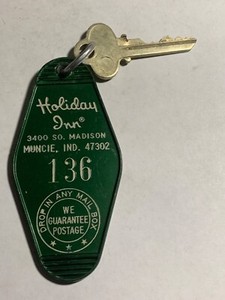 Holiday
Inn®
3400 SO. MADISON
MUNCIE, IND. 47302
136
DROP IN ANY MAIL BOX
WE
GUARANTEE
POSTAGE